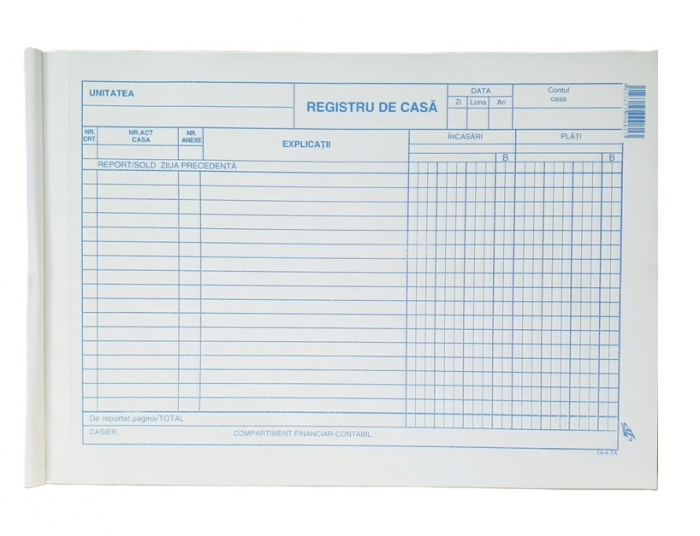 UNITATEA
REGISTRU DE CASĂ
DATA
Zi Luna An
Contul
casa
NR.
CRT.
NR.ACT
CASA
NR.
ANEXE
EXPLICAȚII
ÎNCASĂRI
PLĂȚI
B
B
REPORT/SOLD ZIUA PRECEDENTĂ
De reportat pagina/TOTAL
CASIER,
COMPARTIMENT FINANCIAR-CONTABIL
14-4-7A